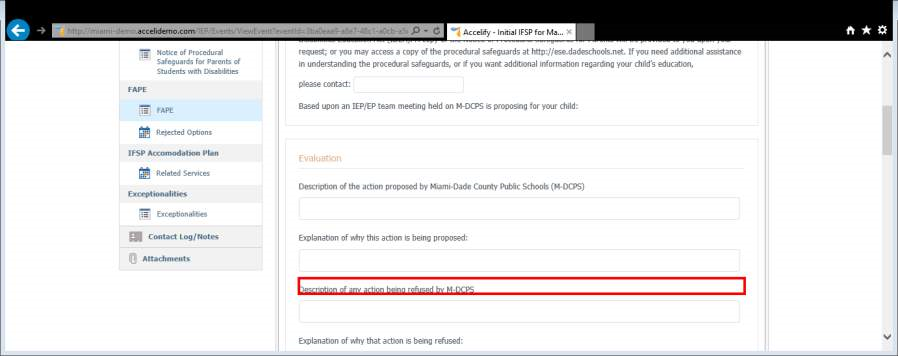 http://miami-demo.accelidemo.com/IEP/Events/ViewEvent?eventId=
Accelify - Initial IFSP for Ma...
Notice of Procedural
Safeguards for Parents of
Students with Disabilities
FAPE
FAPE
Rejected Options
IFSP Accomodation Plan
Related Services
Exceptionalities
Exceptionalities
Contact Log/Notes
Attachments
request; or you may access a copy of the procedural safeguards at http://ese.dadeschools.net. If you need additional assistance
in understanding the procedural safeguards, or if you want additional information regarding your child's education,
please contact:
Based upon an IEP/EP team meeting held on M-DCPS is proposing for your child:
Evaluation
Description of the action proposed by Miami-Dade County Public Schools (M-DCPS)
Explanation of why this action is being proposed:
Description of any action being refused by M-DCPS
Explanation of why that action is being refused: